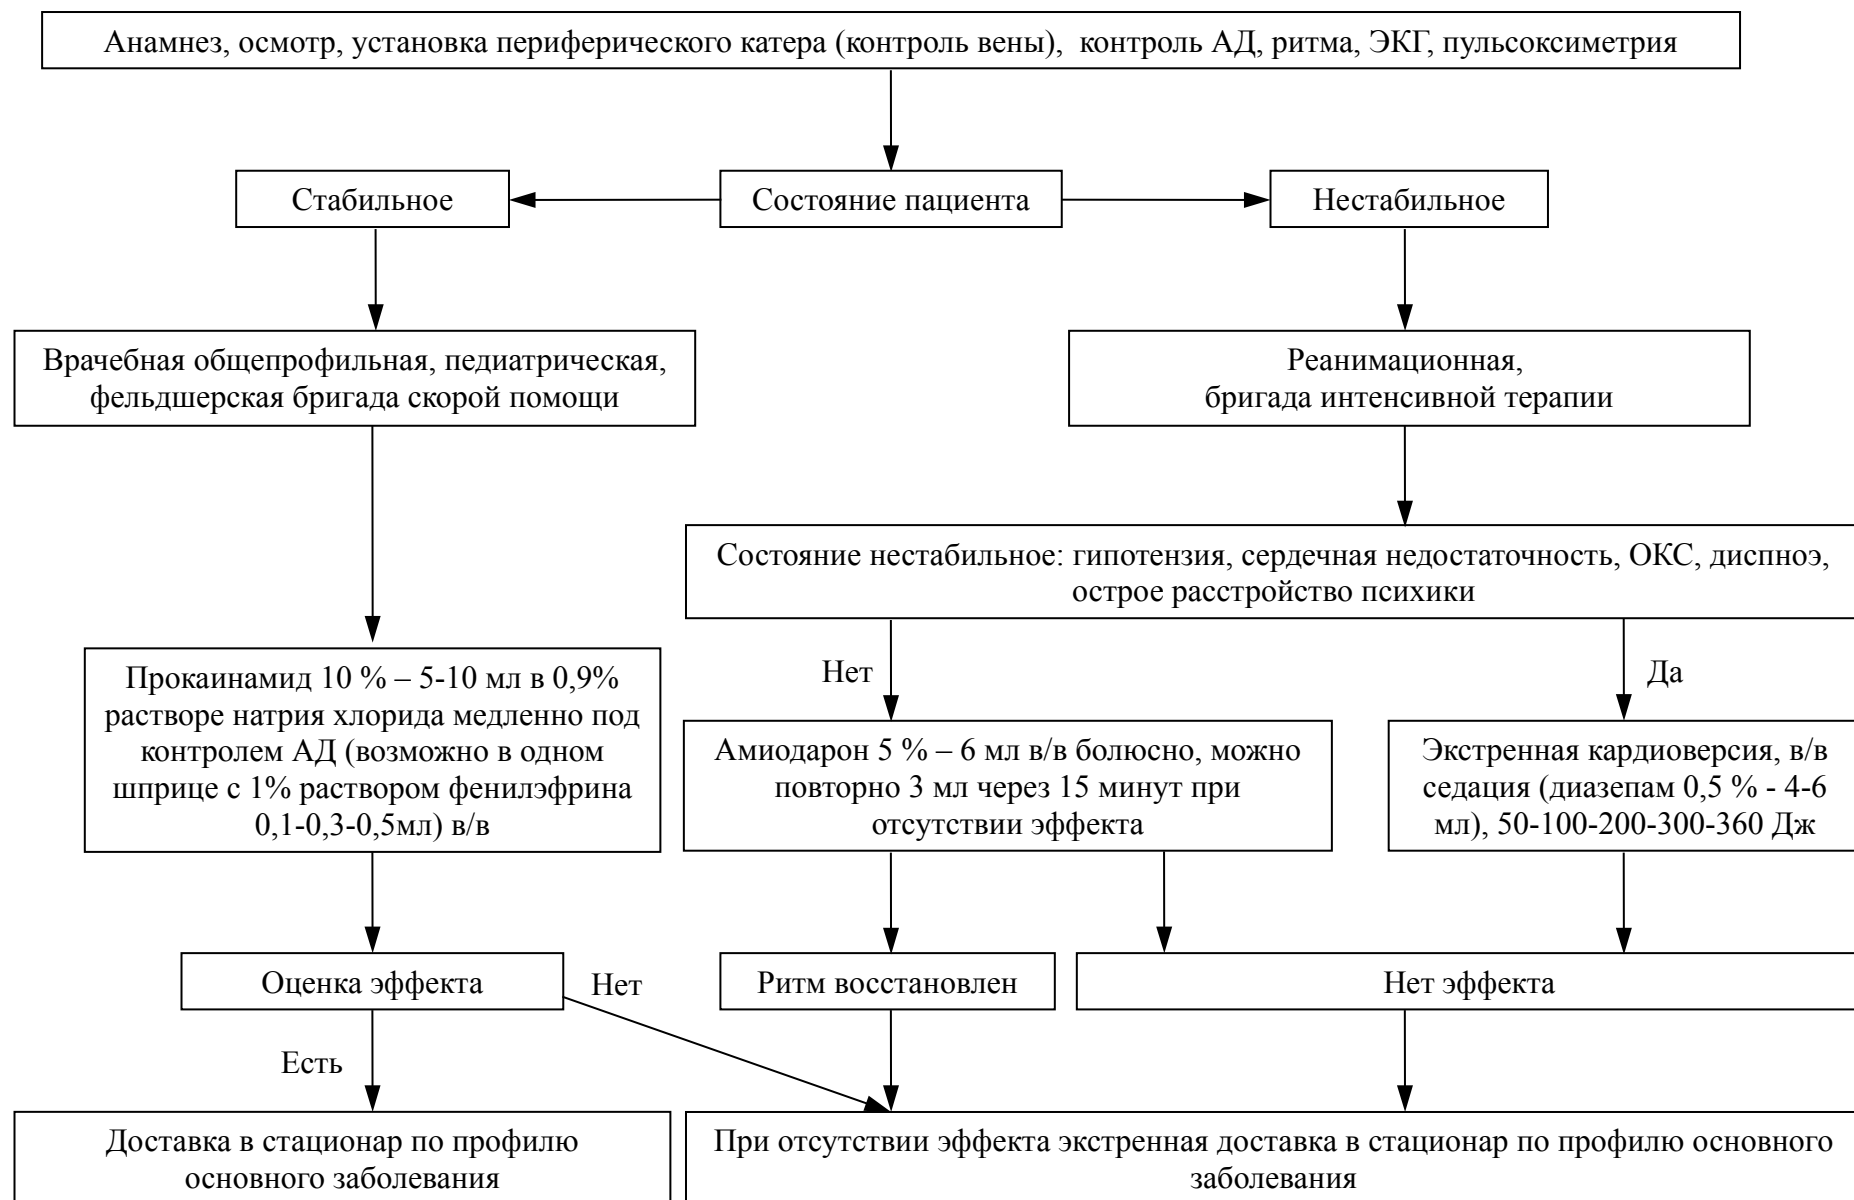 Анамнез, осмотр, установка периферического катера (контроль вены), контроль АД, ритма, ЭКГ, пульсоксиметрия
Стабильное
Состояние пациента
Нестабильное
Врачебная общепрофильная, педиатрическая,
фельдшерская бригада скорой помощи
Реанимационная,
бригада интенсивной терапии
Состояние нестабильное: гипотензия, сердечная недостаточность, ОКС, диспноэ,
острое расстройство психики
Нет
Да
Прокаинамид 10 % – 5-10 мл в 0,9%
растворе натрия хлорида медленно под
контролем АД (возможно в одном
шприце с 1% раствором фенилэфрина
0,1-0,3-0,5мл) в/в
Амиодарон 5 % – 6 мл в/в болюсно, можно
повторно 3 мл через 15 минут при
отсутствии эффекта
Экстренная кардиоверсия, в/в
седация (диазепам 0,5 % - 4-6
мл), 50-100-200-300-360 Дж
Оценка эффекта
Нет
Ритм восстановлен
Нет эффекта
Есть
Доставка в стационар по профилю
основного заболевания
При отсутствии эффекта экстренная доставка в стационар по профилю основного
заболевания